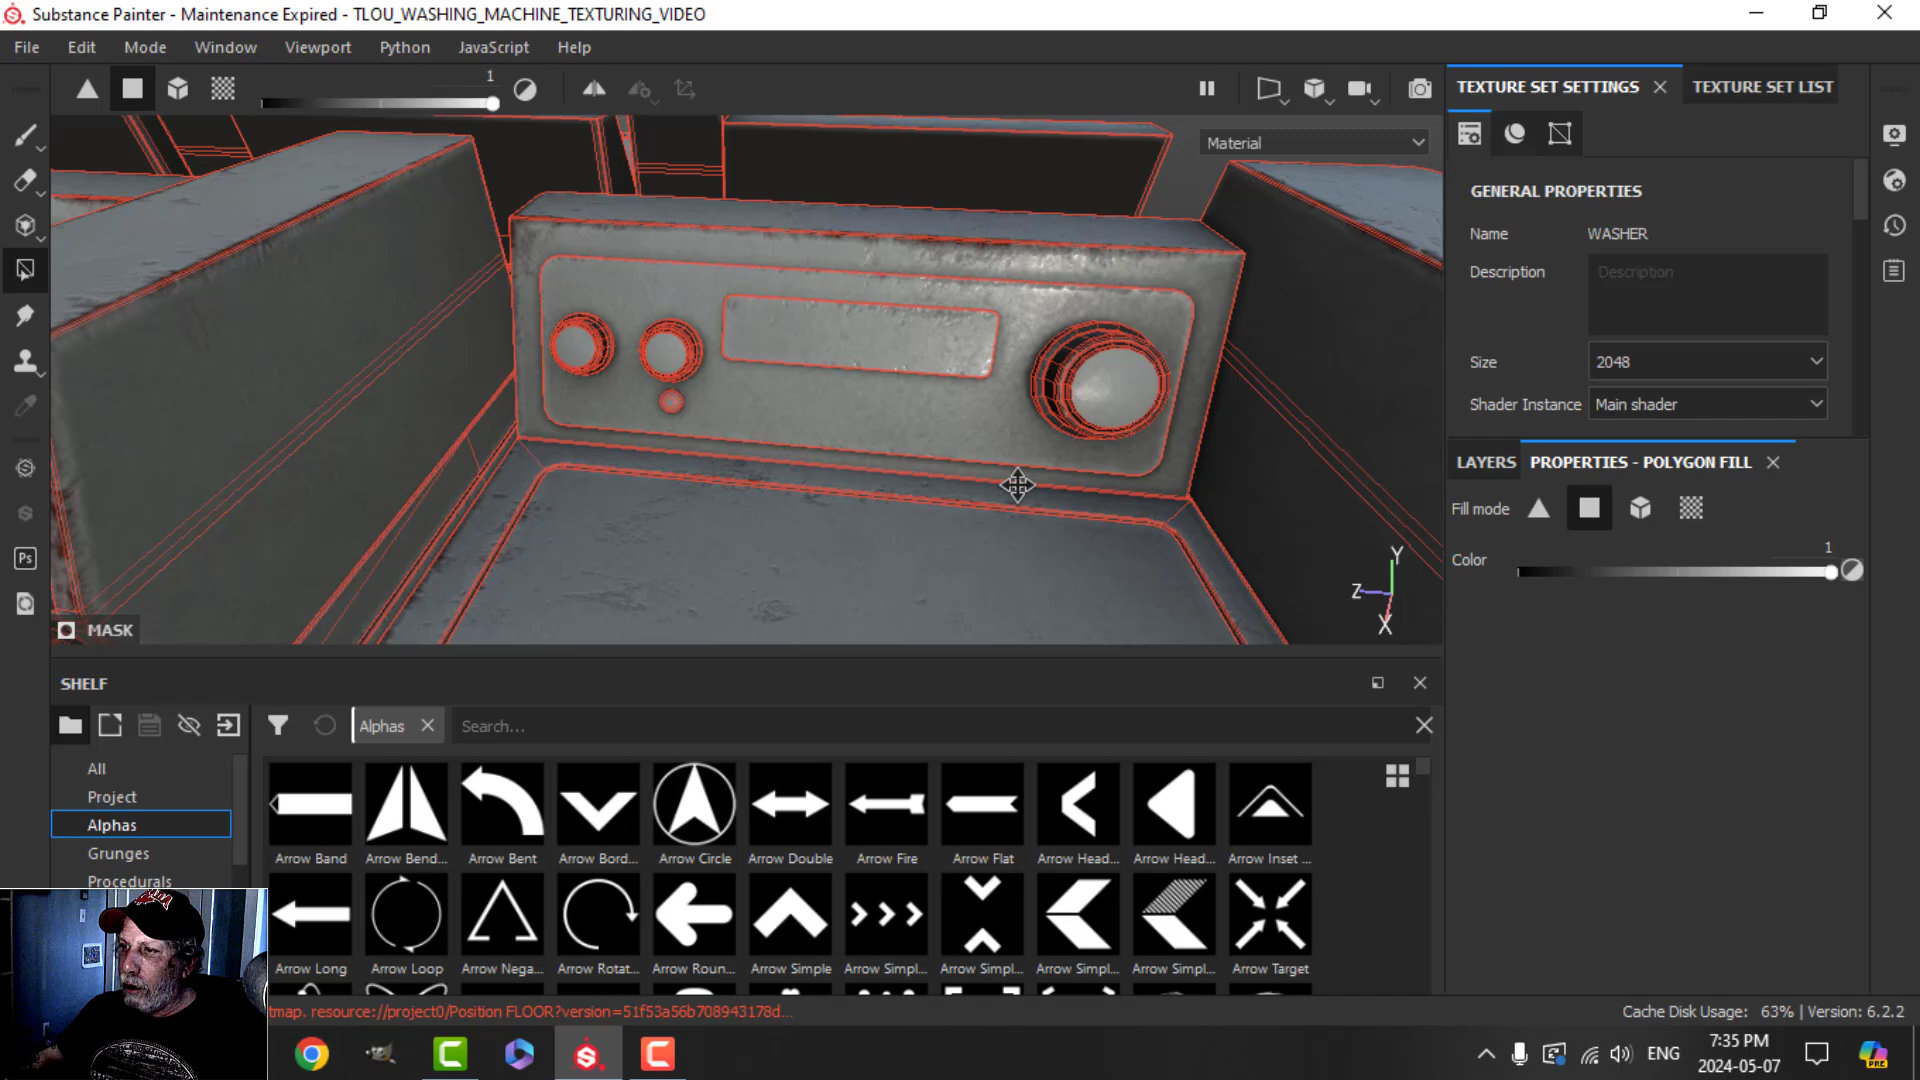 Substance Painter - Maintenance Expired - TLOU_WASHING_MACHINE_TEXTURING_VIDEO
File Edit Mode Window Viewport Python JavaScript Help
1
TEXTURE SET SETTINGS TEXTURE SET LIST
Material
GENERAL PROPERTIES
Name WASHER
Description Description
Size 2048
Shader Instance Main shader
LAYERS PROPERTIES - POLYGON FILL
Fill mode
Color 1
Y
Z
X
MASK
SHELF
Alphas Search...
All
Project
Alphas
Grunges
Procedurals
Arrow Band Arrow Bend... Arrow Bent Arrow Bord... Arrow Circle Arrow Double Arrow Fire Arrow Flat Arrow Head... Arrow Head... Arrow Inset ...
Arrow Long Arrow Loop Arrow Nega... Arrow Rotat... Arrow Roun... Arrow Simple Arrow Simpl... Arrow Simpl... Arrow Simpl... Arrow Simpl... Arrow Target
tmap. resource://project0/Position FLOOR?version=51f53a56b708943178d...
Cache Disk Usage: 63% | Version: 6.2.2
Ps
ENG
7:35 PM
2024-05-07
PRE